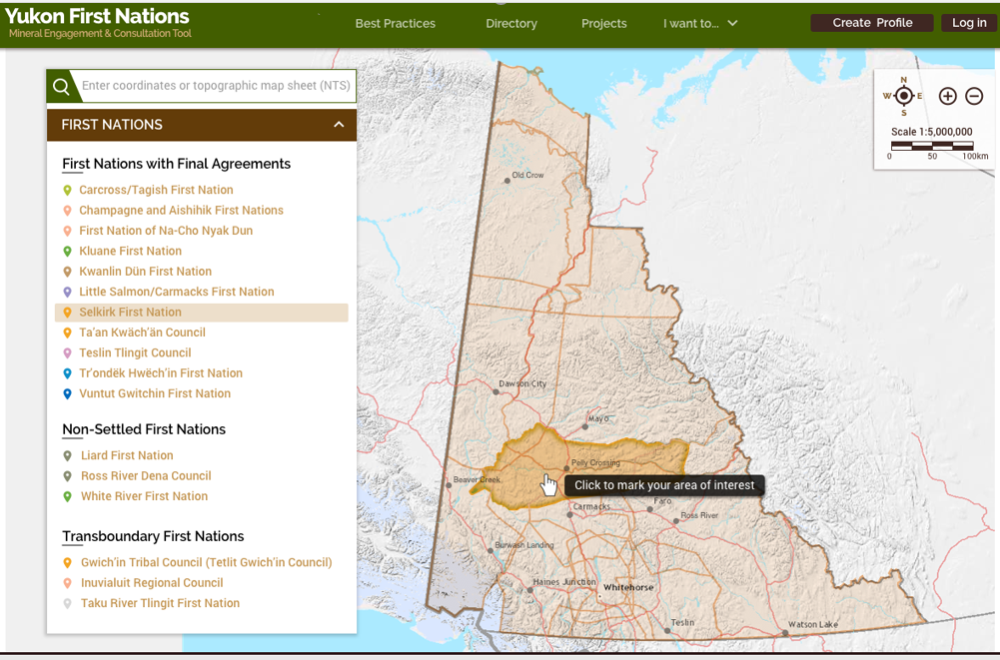 Yukon First Nations
Mineral Engagement & Consultation Tool
Best Practices
Directory
Projects
I want to...
Create Profile
Log in
Enter coordinates or topographic map sheet (NTS)
FIRST NATIONS
First Nations with Final Agreements
Carcross/Tagish First Nation
Champagne and Aishihik First Nations
First Nation of Na-Cho Nyak Dun
Kluane First Nation
Kwanlin Dün First Nation
Little Salmon/Carmacks First Nation
Selkirk First Nation
Ta'an Kwäch'än Council
Teslin Tlingit Council
Tr'ondëk Hwëch'in First Nation
Vuntut Gwitchin First Nation
Non-Settled First Nations
Liard First Nation
Ross River Dena Council
White River First Nation
Transboundary First Nations
Gwich'in Tribal Council (Tetlit Gwich'in Council)
Inuvialuit Regional Council
Taku River Tlingit First Nation
N
W E
S
Scale 1:5,000,000
0 50 100km
Old Crow
Dawson City
Mayo
Pelly Crossing
Beaver Creek
Click to mark your area of interest
Carmacks
Faro
Ross River
Burwash Landing
Haines Junction
Whitehorse
Teslin
Watson Lake